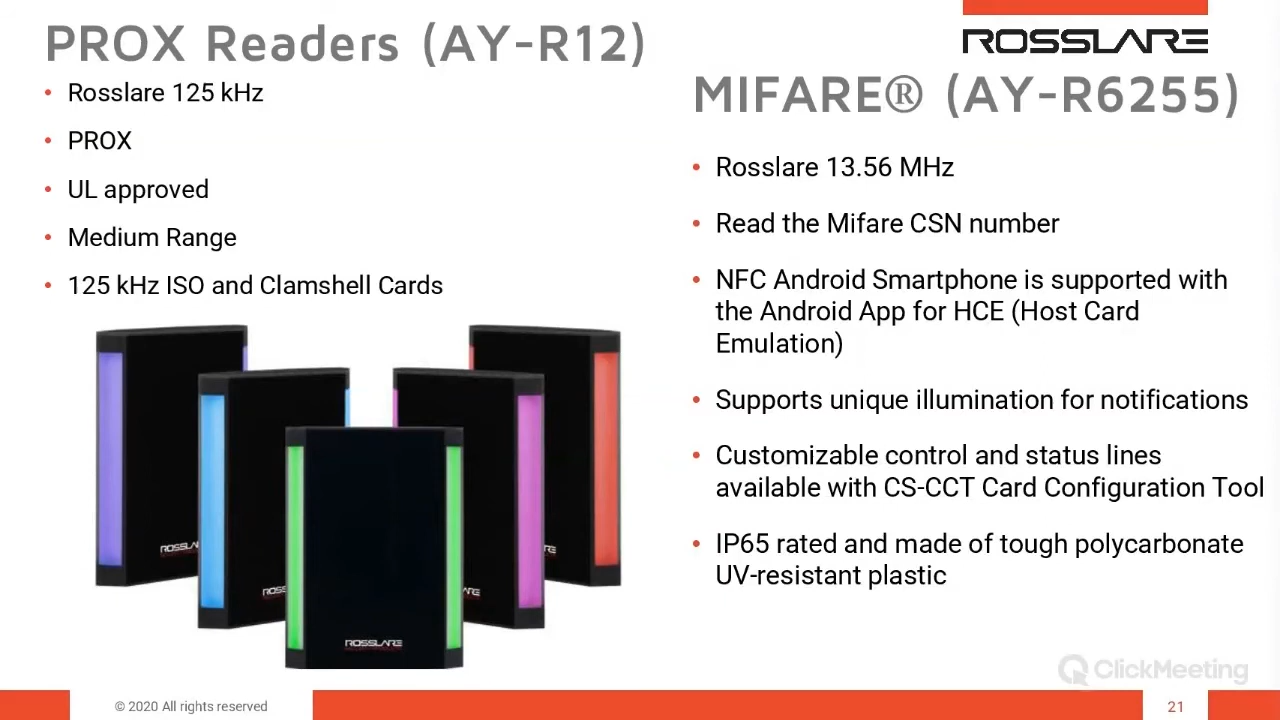 PROX Readers (AY-R12)
• Rosslare 125 kHz
• PROX
• UL approved
• Medium Range
• 125 kHz ISO and Clamshell Cards
ROSSLARE
MIFARE® (AY-R6255)
• Rosslare 13.56 MHz
• Read the Mifare CSN number
• NFC Android Smartphone is supported with
the Android App for HCE (Host Card
Emulation)
• Supports unique illumination for notifications
• Customizable control and status lines
available with CS-CCT Card Configuration Tool
• IP65 rated and made of tough polycarbonate
UV-resistant plastic
ROSSLARE
ClickMeeting
© 2020 All rights reserved
21